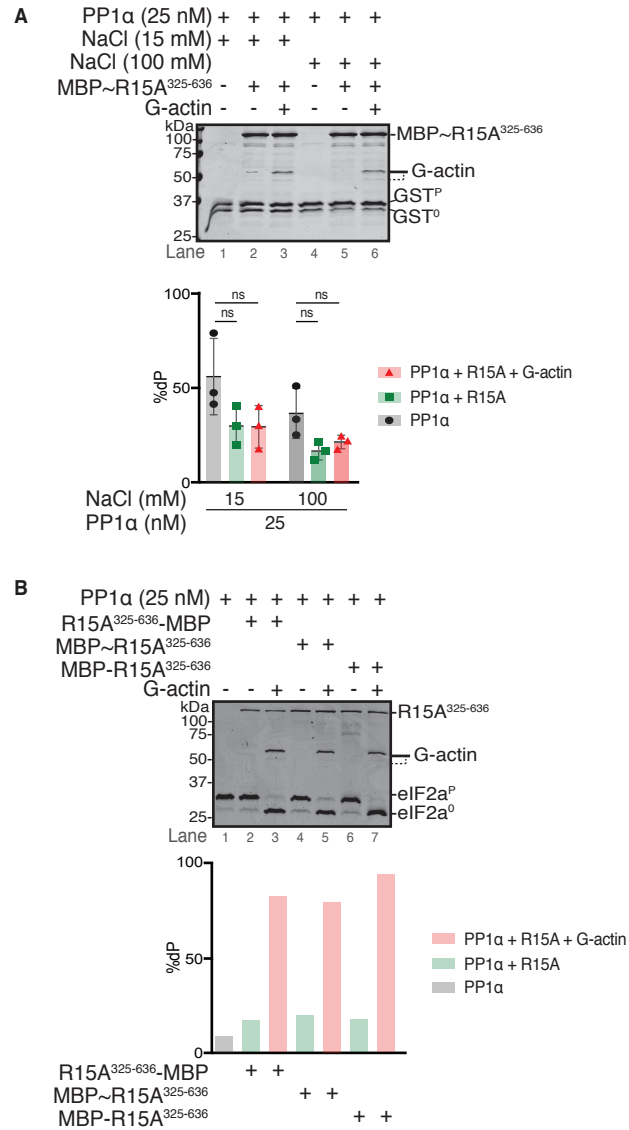 A
PP1α (25 nM) + + + + + +
NaCl (15 mM) + + +
NaCl (100 mM) + + +
MBP~R15A325-636 - + + - + +
G-actin - - + - - +
kDa
100-
75-
50-
37-
25-
-MBP~R15A325-636
G-actin
GSTP
GST0
Lane 1 2 3 4 5 6
100
50
0
%dP
ns
ns
ns
ns
PP1α + R15A + G-actin
PP1α + R15A
PP1α
NaCl (mM) 15 100
PP1α (nM) 25
B
PP1α (25 nM) + + + + + + +
R15A325-636-MBP + +
MBP~R15A325-636 + +
MBP-R15A325-636 + +
G-actin - - + - + - +
kDa
100-
75-
50-
37-
25-
-R15A325-636
G-actin
-eIF2aP
-eIF2a0
Lane 1 2 3 4 5 6 7
100
50
0
%dP
PP1α + R15A + G-actin
PP1α + R15A
PP1α
R15A325-636-MBP + +
MBP~R15A325-636 + +
MBP-R15A325-636 + +